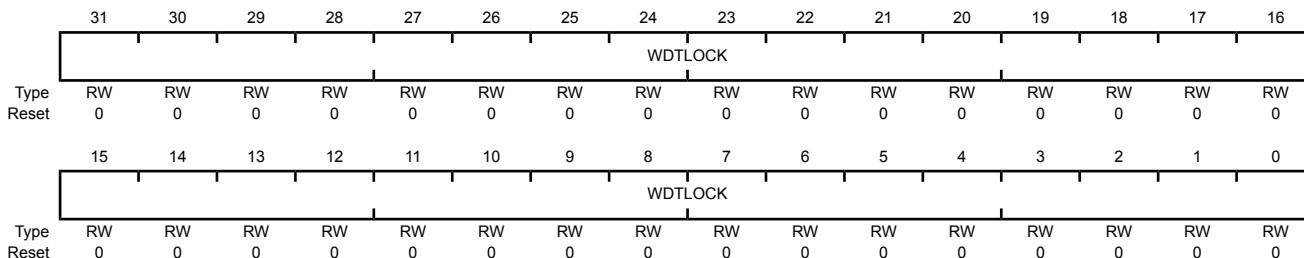 31 30 29 28 27 26 25 24 23 22 21 20 19 18 17 16
WDTLOCK
Type RW RW RW RW RW RW RW RW RW RW RW RW RW RW RW RW
Reset 0 0 0 0 0 0 0 0 0 0 0 0 0 0 0 0
15 14 13 12 11 10 9 8 7 6 5 4 3 2 1 0
WDTLOCK
Type RW RW RW RW RW RW RW RW RW RW RW RW RW RW RW RW
Reset 0 0 0 0 0 0 0 0 0 0 0 0 0 0 0 0